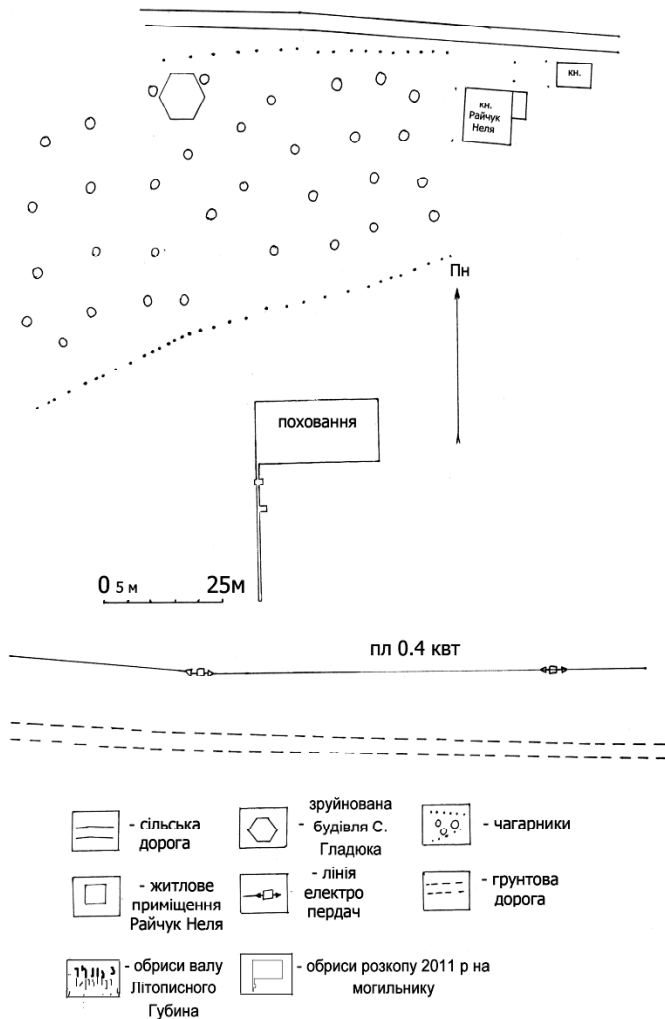 кн.
кн.
Райчук
Неля
Пн
поховання
0 5 м 25м
пл 0.4 квт
- сільська
дорога
зруйнована
- будівля С.
Гладюка
- чагарники
- житлове
приміщення
Райчук Неля
- лінія
електро
пердач
- грунтова
дорога
- обриси валу
Літописного
Губина
- обриси розкопу 2011 р на
могильнику